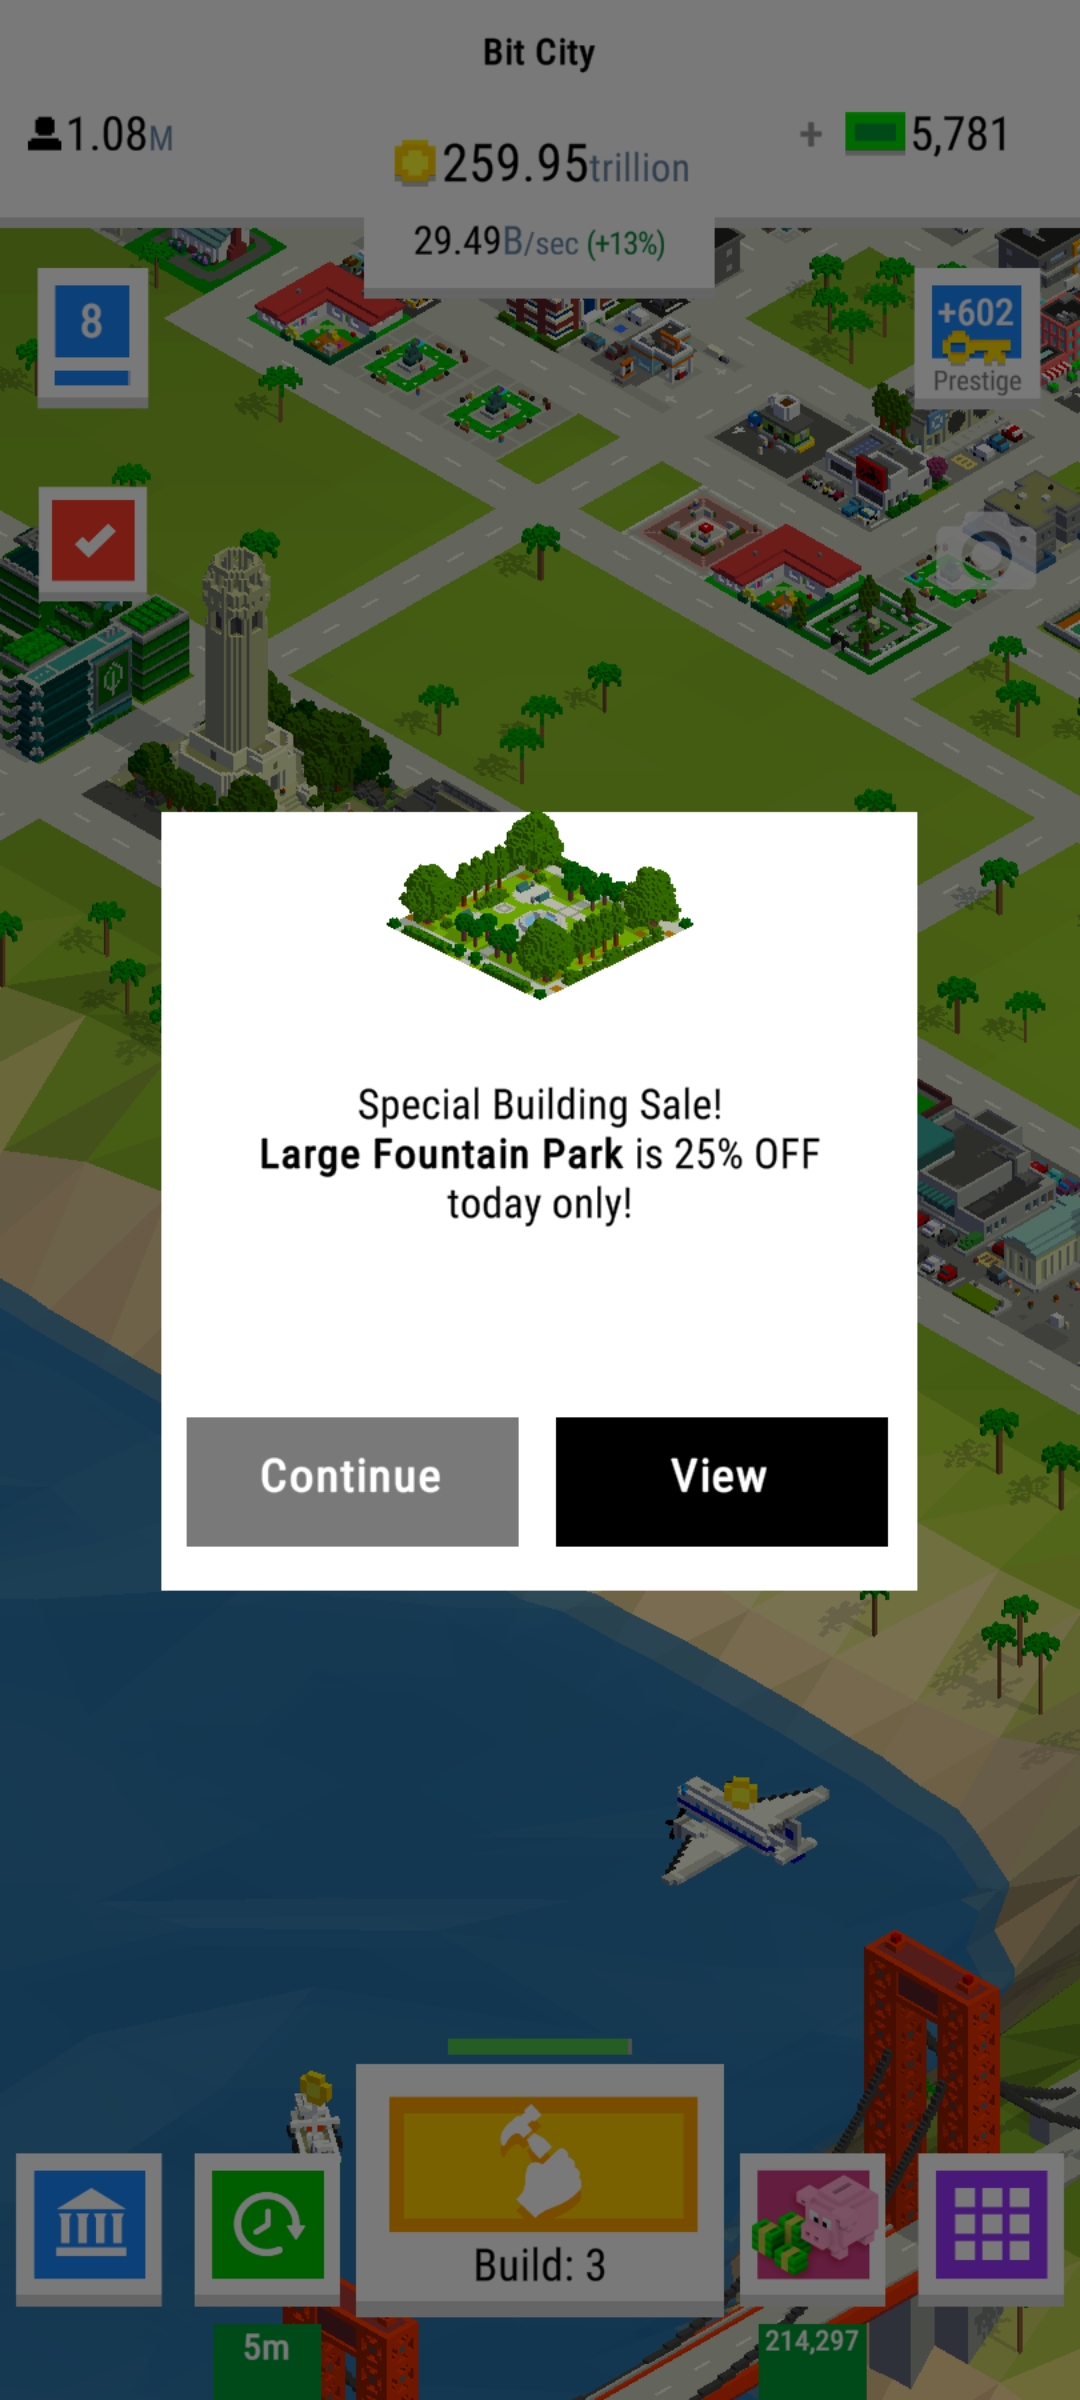 Bit City
1.08M
259.95trillion
+ 5,781
29.49B/sec (+13%)
8
+602
Prestige
Special Building Sale!
Large Fountain Park is 25% OFF
today only!
Continue
View
Build: 3
5m
214,297